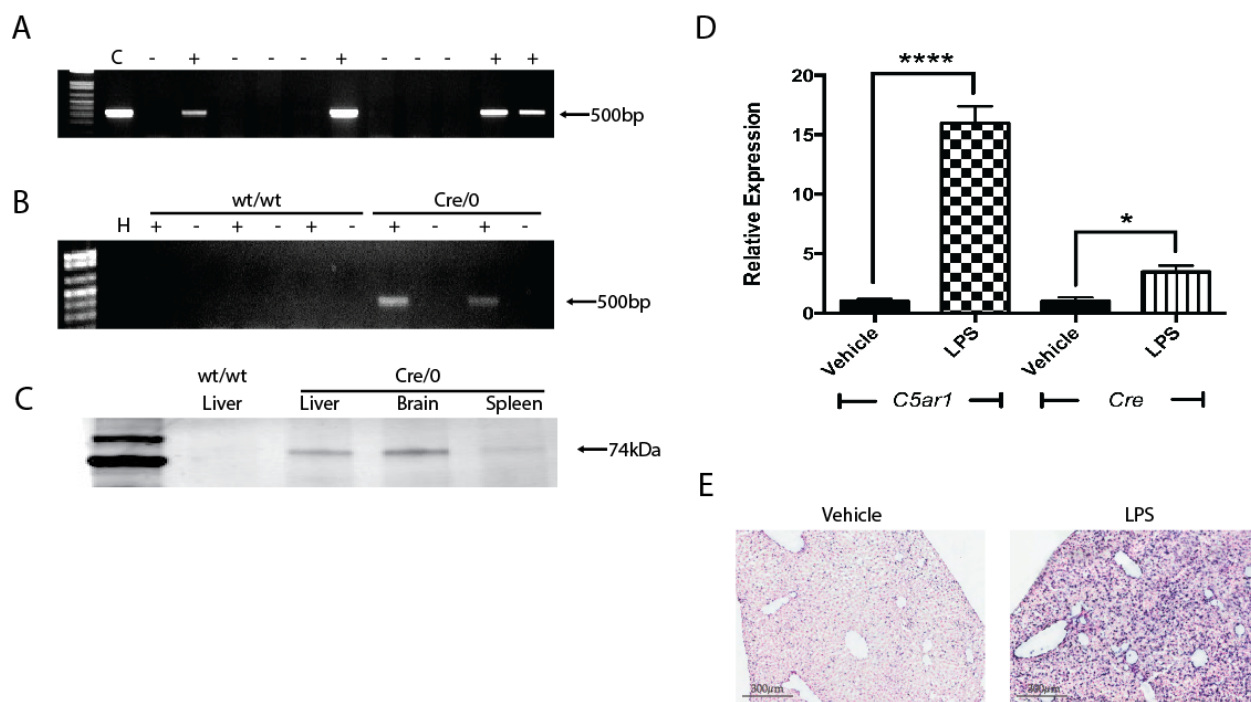 A
C - + - - - + - - - + +
500bp
B
wt/wt Cre/0
H + - + - + - + - + -
500bp
C
wt/wt Cre/0
Liver Liver Brain Spleen
74kDa
D
****
*
20
15
10
5
0
Relative Expression
Vehicle LPS Vehicle LPS
C5ar1 Cre
E
Vehicle LPS
300µm 300µm